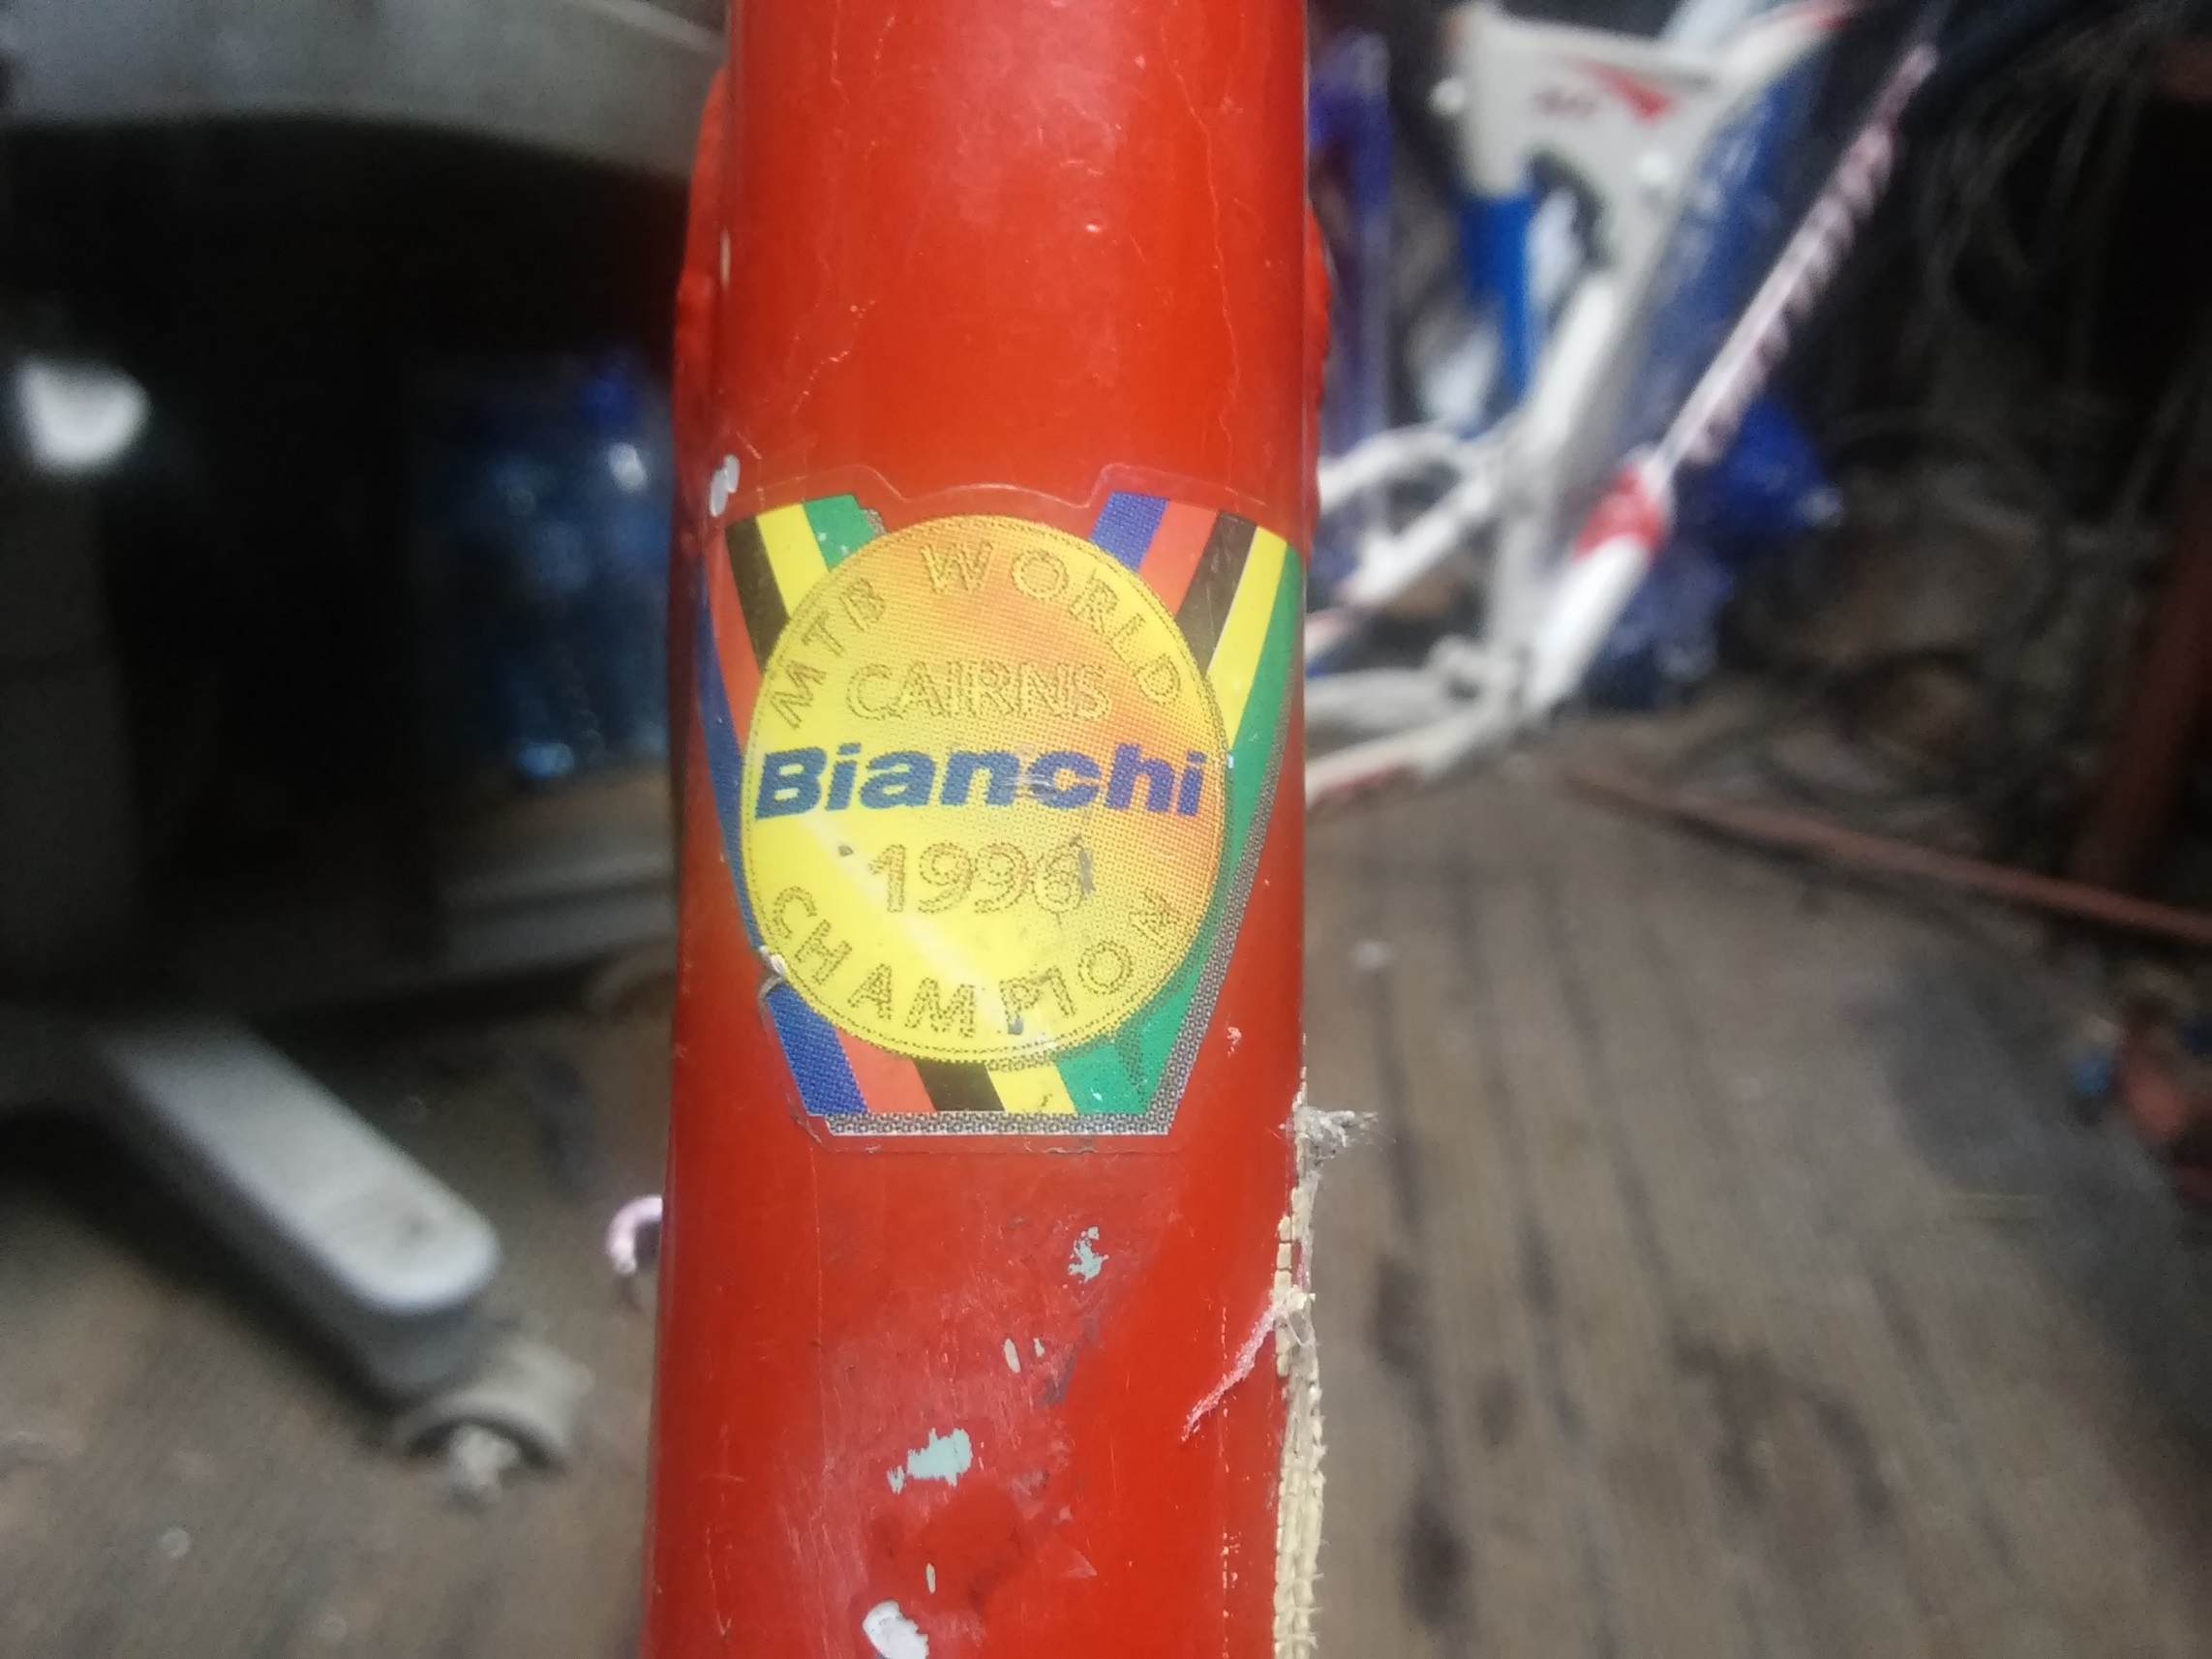 MTB WORLD
CAIRNS
Bianchi
1996
CHAMPION